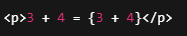 <p>3 + 4 = {3 + 4}</p>